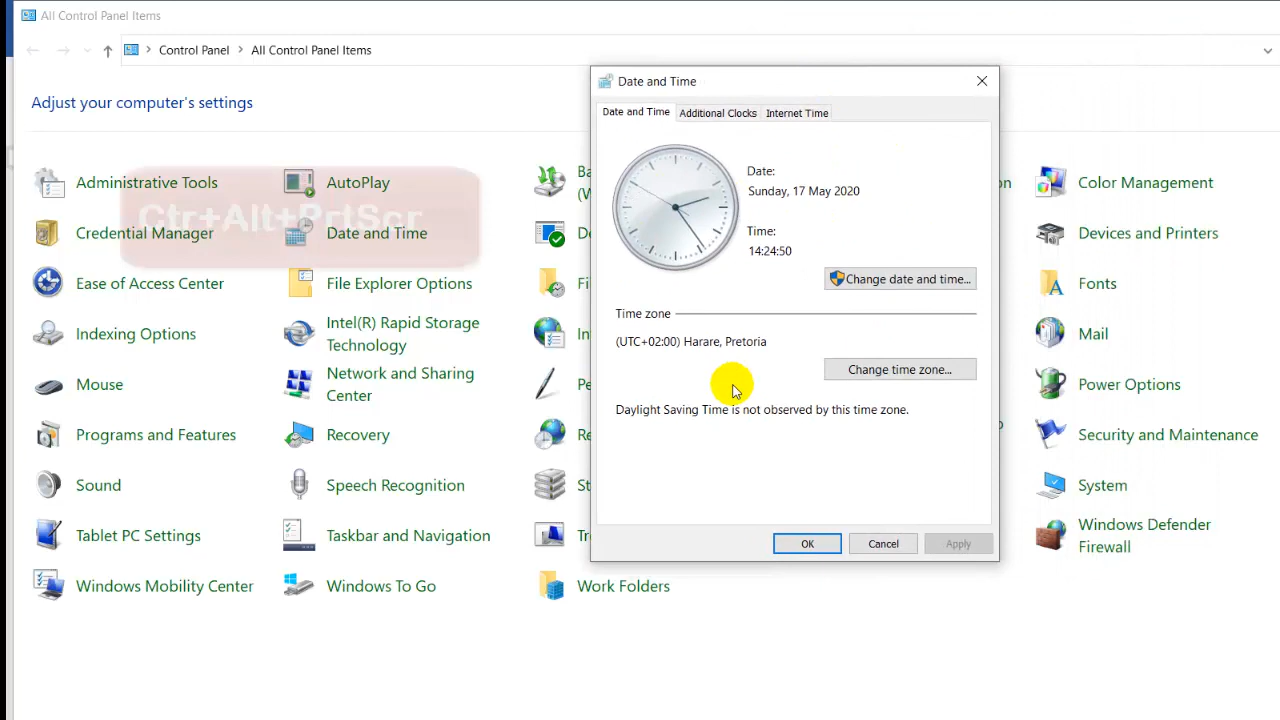 All Control Panel Items
Control Panel
All Control Panel Items
Adjust your computer's settings
Administrative Tools
AutoPlay
Color Management
Ctr+Alt+PrtScr
Credential Manager
Date and Time
Devices and Printers
Ease of Access Center
File Explorer Options
Fonts
Indexing Options
Intel(R) Rapid Storage
Technology
Mail
Mouse
Network and Sharing
Center
Power Options
Programs and Features
Recovery
Security and Maintenance
Sound
Speech Recognition
System
Tablet PC Settings
Taskbar and Navigation
Windows Defender
Firewall
Windows Mobility Center
Windows To Go
Work Folders
Date and Time
Date and Time
Additional Clocks
Internet Time
Date:
Sunday, 17 May 2020
Time:
14:24:50
Change date and time...
Time zone
(UTC+02:00) Harare, Pretoria
Change time zone...
Daylight Saving Time is not observed by this time zone.
OK
Cancel
Apply